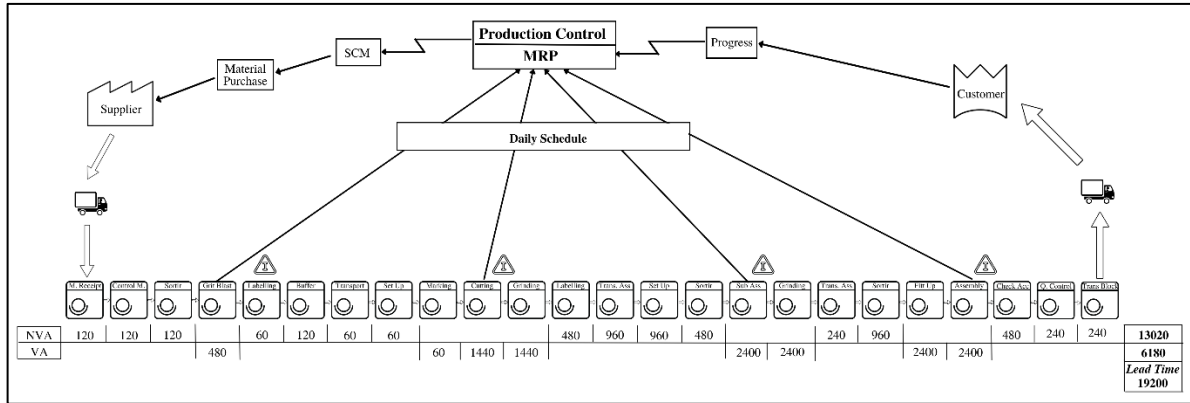 Production Control
MRP
Progress
SCM
Material
Purchase
Supplier
Customer
Daily Schedule
I
I
I
I
M. Receipt
Control M.
Sortir
Grit Blast
Labelling
Buffer
Transport
Set Up
Marking
Cutting
Grinding
Labelling
Trans. Ass
Set Up
Sortir
Sub Ass
Grinding
Trans. Ass
Sortir
Fitt Up
Assembly
Check Acc
Q. Control
Trans Block
NVA 120 120 120 60 120 60 60 480 960 960 480 240 960 480 240 240 13020
VA 480 60 1440 1440 2400 2400 2400 2400 6180
Lead Time
19200